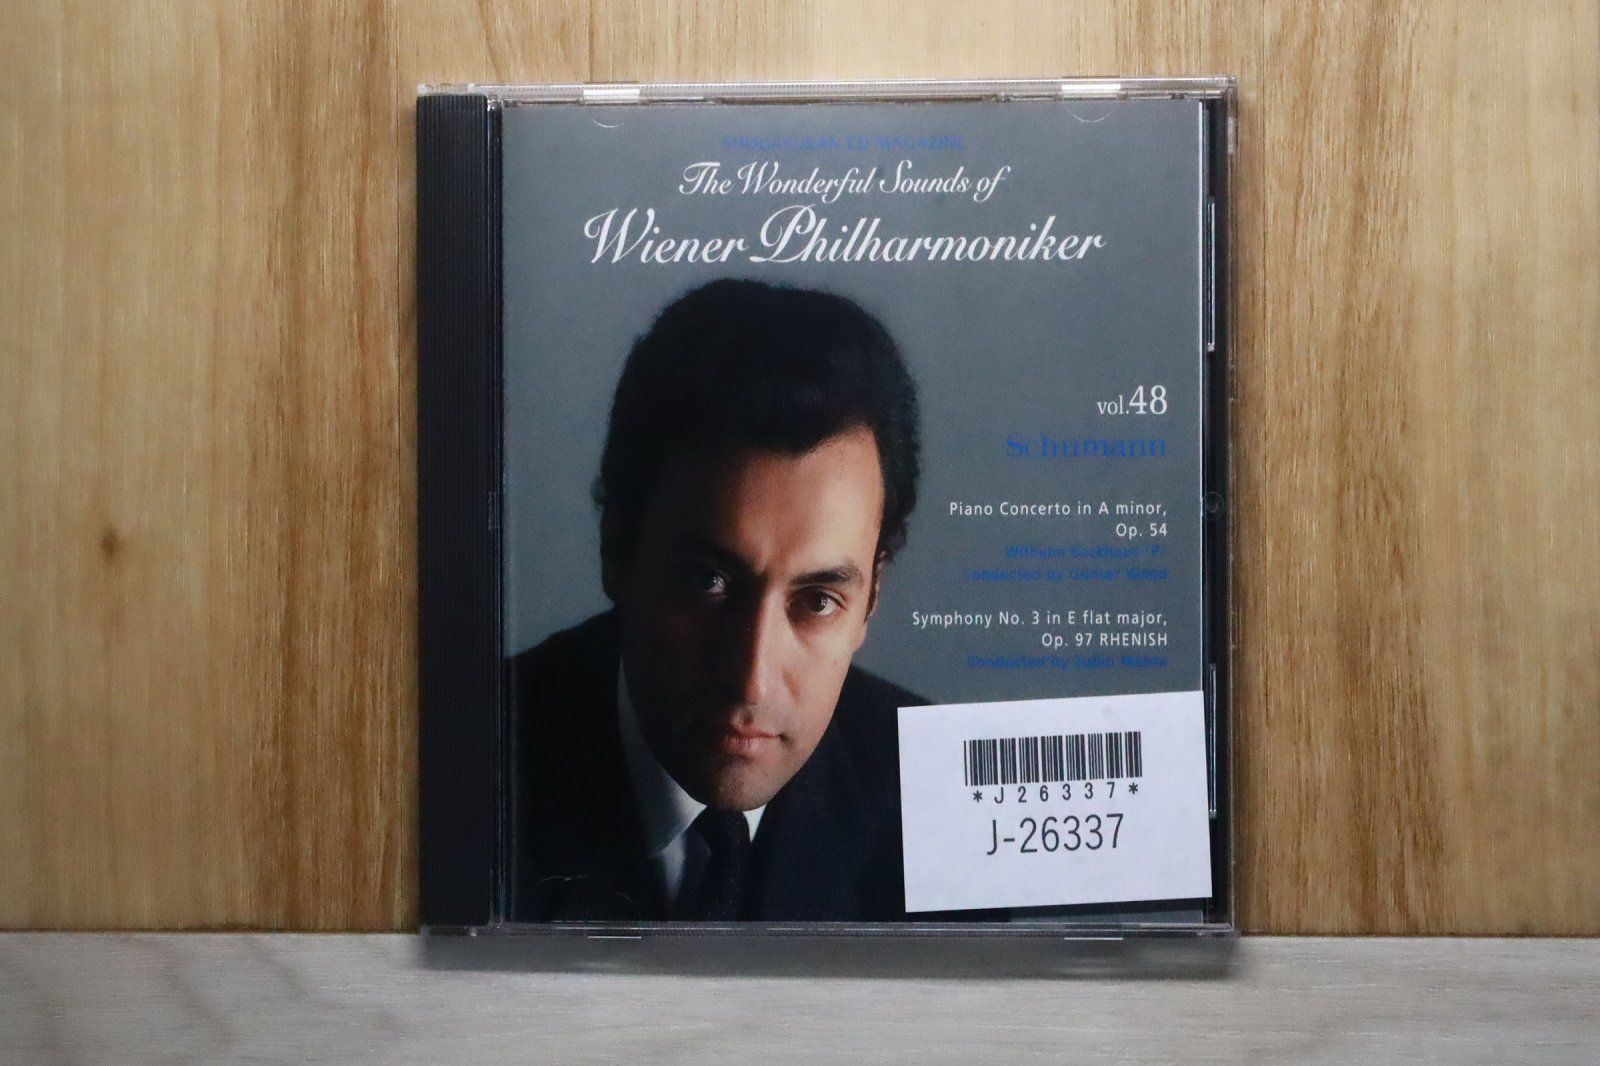 SHOGAKUKAN CD MAGAZINE
The Wonderful Sounds of
Wiener Philharmoniker
vol.48
Schumann
Piano Concerto in A minor,
Op. 54
Wilhelm Backhaus (P)
Conducted by Günter Wand
Symphony No. 3 in E flat major,
Op. 97 RHENISH
Conducted by Zubin Mehta
*J26337*
J-26337